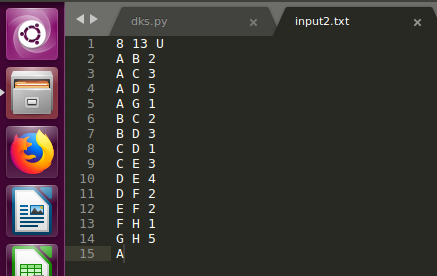 dks.py
input2.txt
1 8 13 U
2 A B 2
3 A C 3
4 A D 5
5 A G 1
6 B C 2
7 B D 3
8 C D 1
9 C E 3
10 D E 4
11 D F 2
12 E F 2
13 F H 1
14 G H 5
15 A